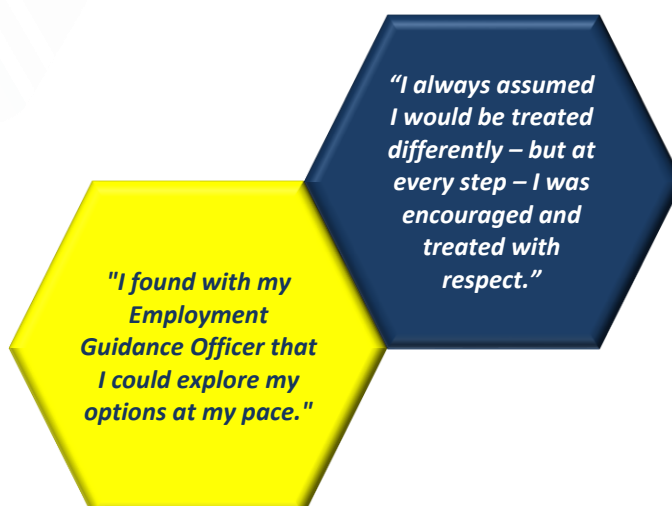 “I always assumed
I would be treated
differently – but at
every step – I was
encouraged and
treated with
respect.”
"I found with my
Employment
Guidance Officer that
I could explore my
options at my pace."